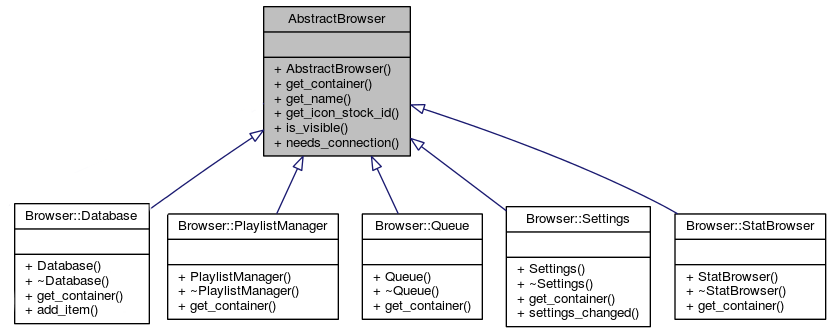 AbstractBrowser
+ AbstractBrowser()
+ get_container()
+ get_name()
+ get_icon_stock_id()
+ is_visible()
+ needs_connection()
Browser::Database
+ Database()
+ ~Database()
+ get_container()
+ add_item()
Browser::PlaylistManager
+ PlaylistManager()
+ ~PlaylistManager()
+ get_container()
Browser::Queue
+ Queue()
+ ~Queue()
+ get_container()
Browser::Settings
+ Settings()
+ ~Settings()
+ get_container()
+ settings_changed()
Browser::StatBrowser
+ StatBrowser()
+ ~StatBrowser()
+ get_container()